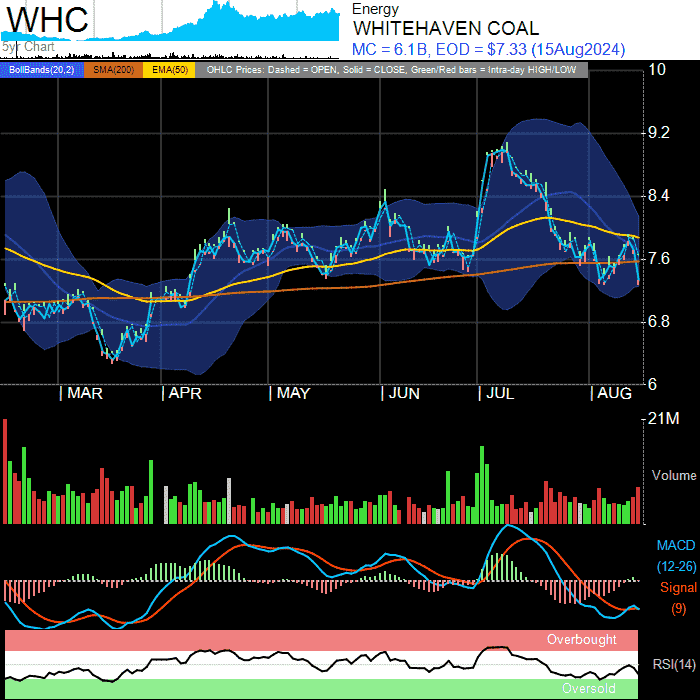 WHC
5yr Chart
Energy
WHITEHAVEN COAL
MC = 6.1B, EOD = $7.33 (15Aug2024)
BollBands(20,2) SMA(200) EMA(50) OHLC Prices: Dashed = OPEN, Solid = CLOSE, Green/Red bars = Intra-day HIGH/LOW
10
9.2
8.4
7.6
6.8
6
MAR APR MAY JUN JUL AUG
21M
Volume
MACD
(12-26)
Signal
(9)
Overbought
RSI(14)
Oversold